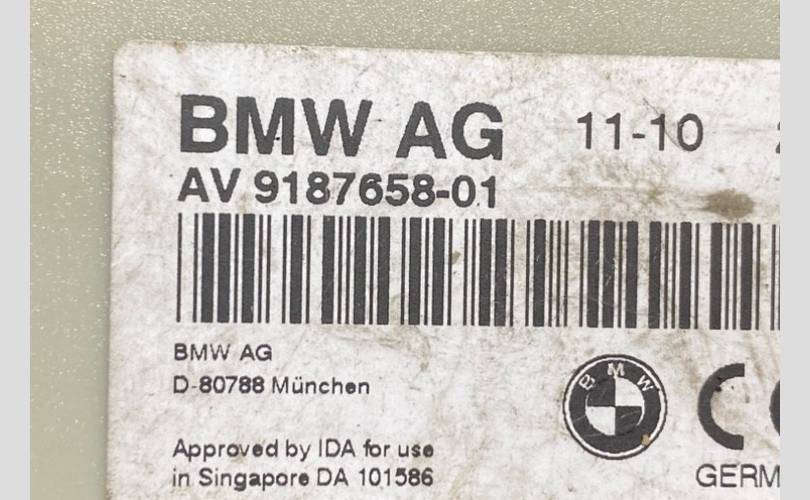 BMW AG 11-10
AV 9187658-01
BMW AG
D-80788 München
BMW
Approved by IDA for use
in Singapore DA 101586